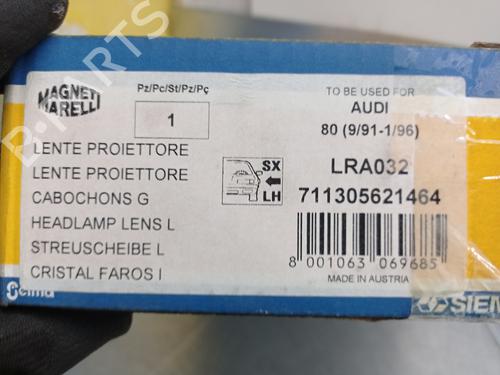 B-PARTS
MAGNETI
MARELLI
Pz/Pc/St/Pz/Pç
1
TO BE USED FOR
AUDI
80 (9/91-1/96)
LENTE PROIETTORE
LENTE PROIETTORE
CABOCHONS G
HEADLAMP LENS L
STREUSCHEIBE L
CRISTAL FAROS I
SX
LH
LRA032
711305621464
8 001063 069685
MADE IN AUSTRIA
SIEM